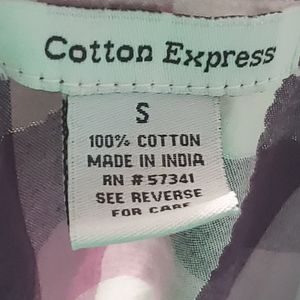 Cotton Express
S
100% COTTON
MADE IN INDIA
RN # 57341
SEE REVERSE
FOR CARE